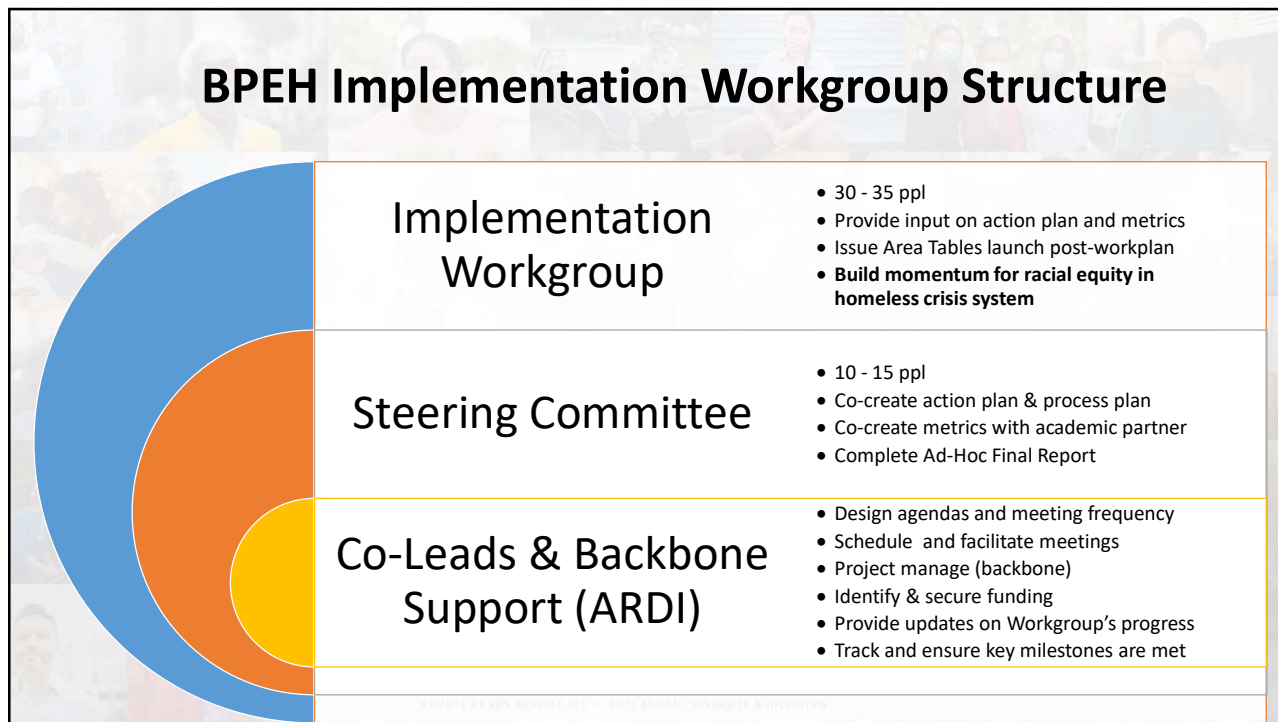 BPEH Implementation Workgroup Structure
Implementation
Workgroup
• 30 - 35 ppl
• Provide input on action plan and metrics
• Issue Area Tables launch post-workplan
• Build momentum for racial equity in
homeless crisis system
Steering Committee
• 10 - 15 ppl
• Co-create action plan & process plan
• Co-create metrics with academic partner
• Complete Ad-Hoc Final Report
Co-Leads & Backbone
Support (ARDI)
• Design agendas and meeting frequency
• Schedule  and facilitate meetings
• Project manage (backbone)
• Identify & secure funding
• Provide updates on Workgroup's progress
• Track and ensure key milestones are met